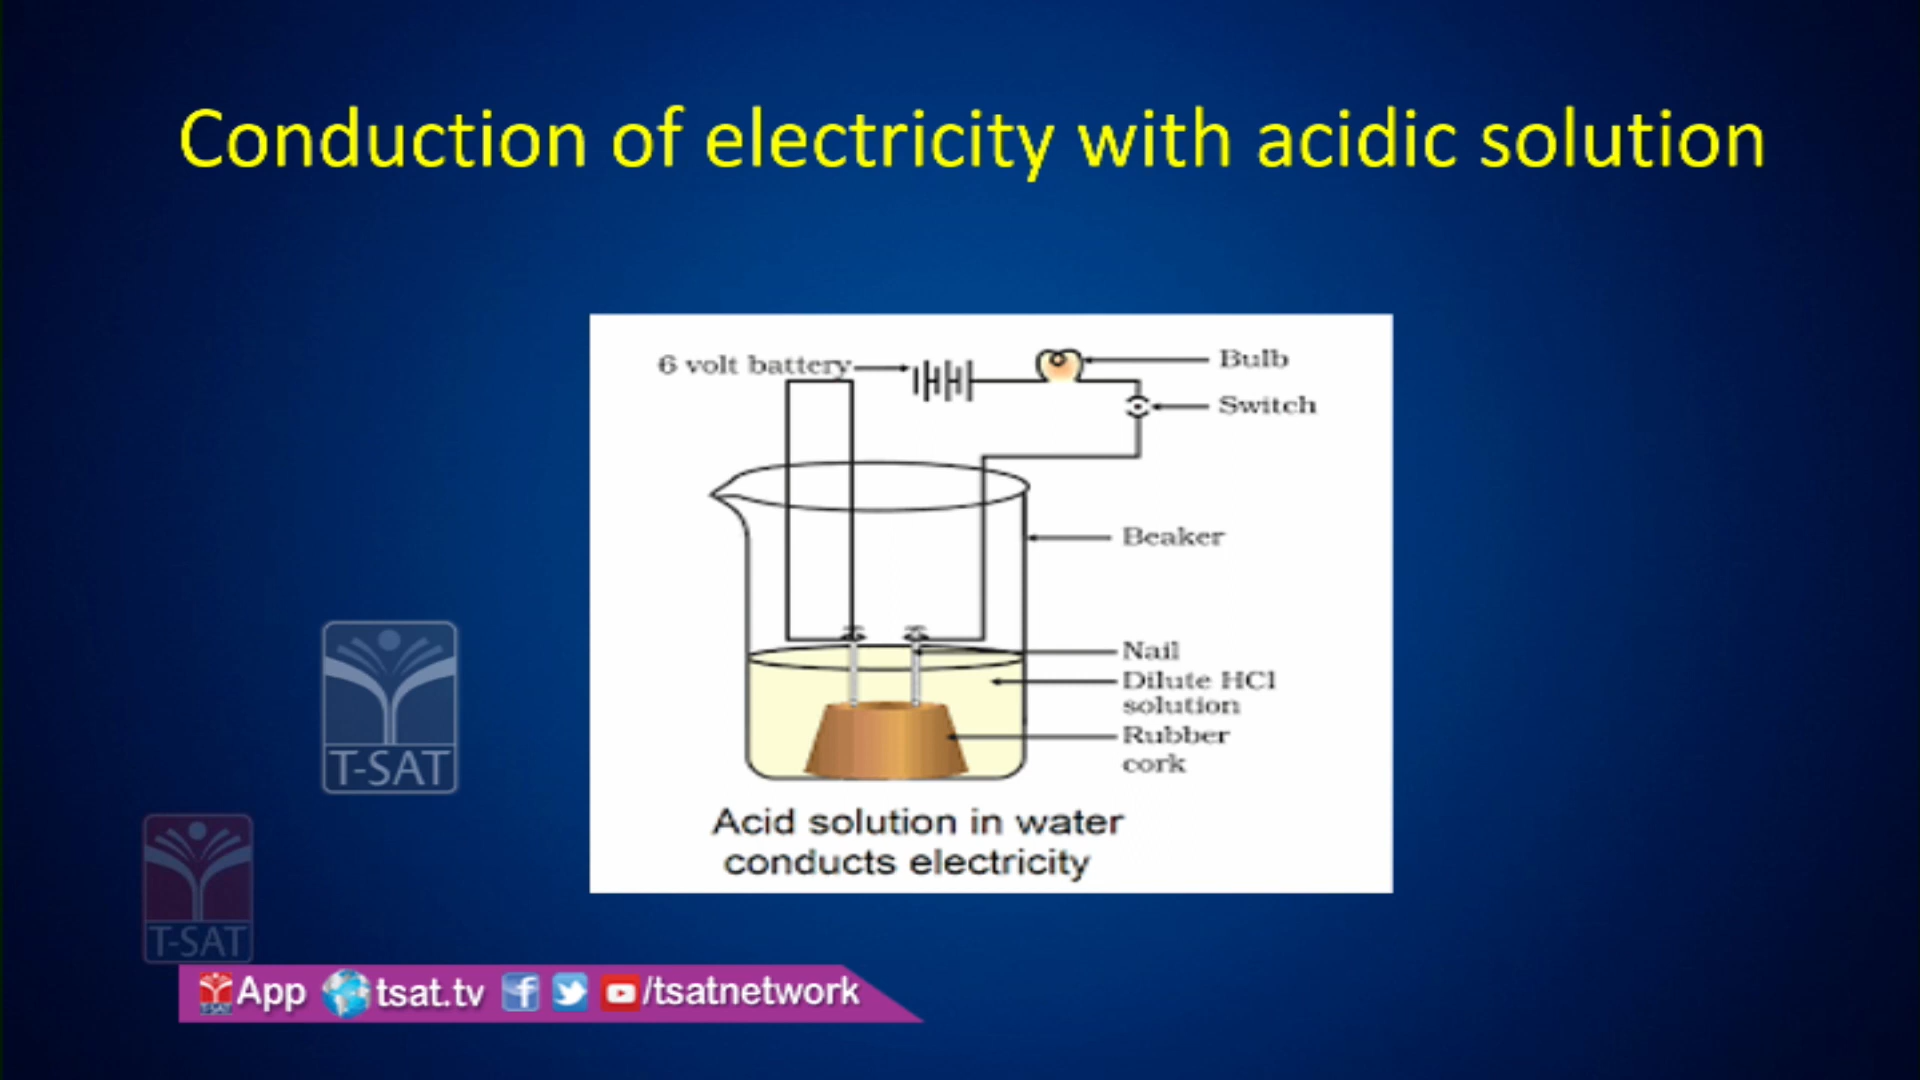 Conduction of electricity with acidic solution
6 volt battery
Bulb
Switch
Beaker
Nail
Dilute HCl
solution
Rubber
cork
Acid solution in water
conducts electricity
T-SAT
T-SAT
T-SAT App tsat.tv /tsatnetwork